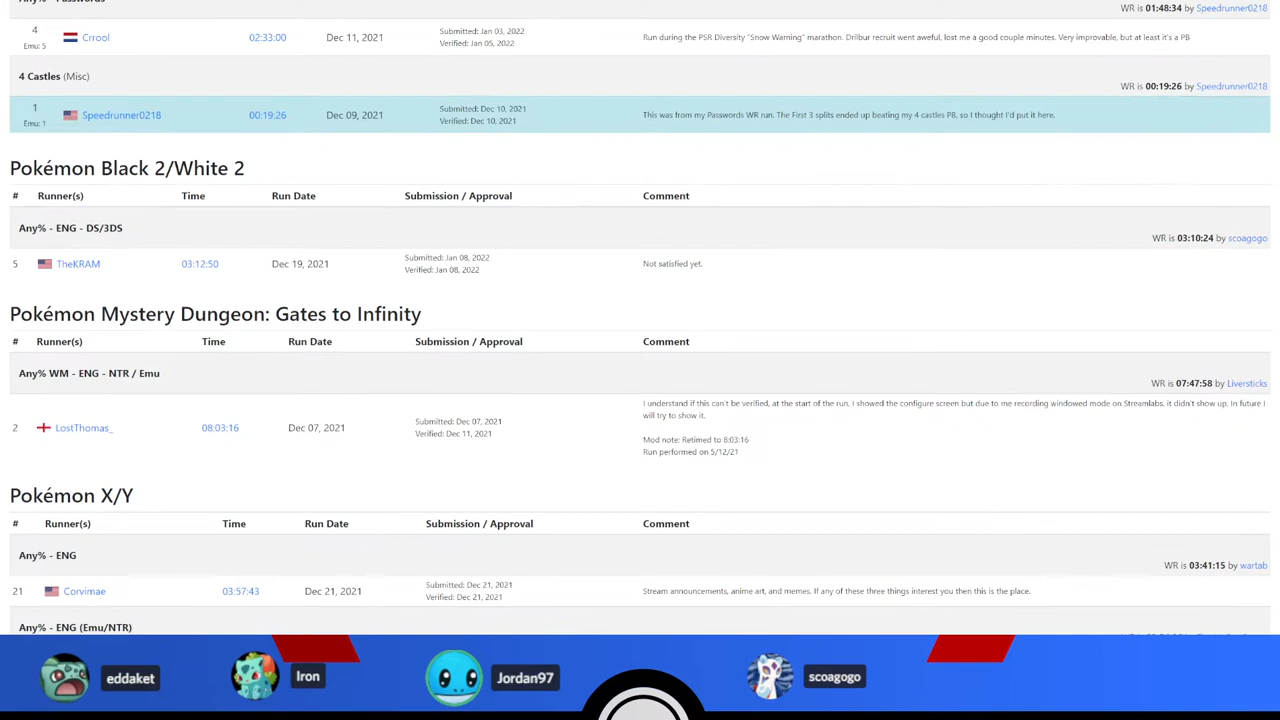 WR is 01:48:34 by Speedrunner0218
4
Emu: 5
Crrool
02:33:00
Dec 11, 2021
Submitted: Jan 03, 2022
Verified: Jan 05, 2022
Run during the PSR Diversity "Snow Warning" marathon. Drilbur recruit went aweful, lost me a good couple minutes. Very improvable, but at least it's a PB
4 Castles (Misc)
WR is 00:19:26 by Speedrunner0218
1
Emu: 1
Speedrunner0218
00:19:26
Dec 09, 2021
Submitted: Dec 10, 2021
Verified: Dec 10, 2021
This was from my Passwords WR run. The First 3 splits ended up beating my 4 castles PB, so I thought I'd put it here.
Pokémon Black 2/White 2
# Runner(s) Time Run Date Submission / Approval Comment
Any% - ENG - DS/3DS
WR is 03:10:24 by scoagogo
5 TheKRAM 03:12:50 Dec 19, 2021
Submitted: Jan 08, 2022
Verified: Jan 08, 2022
Not satisfied yet.
Pokémon Mystery Dungeon: Gates to Infinity
# Runner(s) Time Run Date Submission / Approval Comment
Any% WM - ENG - NTR / Emu
WR is 07:47:58 by Liversticks
2 LostThomas_ 08:03:16 Dec 07, 2021
Submitted: Dec 07, 2021
Verified: Dec 11, 2021
I understand if this can't be verified, at the start of the run, I showed the configure screen but due to me recording windowed mode on Streamlabs, it didn't show up. In future I
will try to show it.
Mod note: Retimed to 8:03:16
Run performed on 5/12/21
Pokémon X/Y
# Runner(s) Time Run Date Submission / Approval Comment
Any% - ENG
WR is 03:41:15 by wartab
21 Corvimae 03:57:43 Dec 21, 2021
Submitted: Dec 21, 2021
Verified: Dec 21, 2021
Stream announcements, anime art, and memes. If any of these three things interest you then this is the place.
Any% - ENG (Emu/NTR)
eddaket
Iron
Jordan97
scoagogo